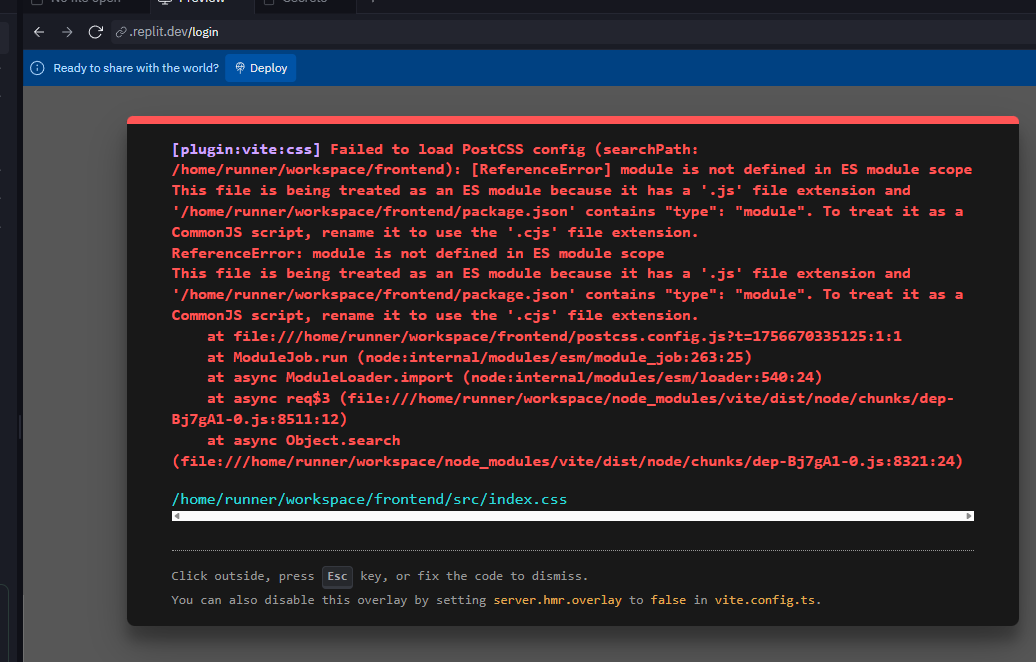 Preview
.replit.dev/login
Ready to share with the world? Deploy
[plugin:vite:css] Failed to load PostCSS config (searchPath:
/home/runner/workspace/frontend): [ReferenceError] module is not defined in ES module scope
This file is being treated as an ES module because it has a '.js' file extension and
'/home/runner/workspace/frontend/package.json' contains "type": "module". To treat it as a
CommonJS script, rename it to use the '.cjs' file extension.
ReferenceError: module is not defined in ES module scope
This file is being treated as an ES module because it has a '.js' file extension and
'/home/runner/workspace/frontend/package.json' contains "type": "module". To treat it as a
CommonJS script, rename it to use the '.cjs' file extension.
at file:///home/runner/workspace/frontend/postcss.config.js?t=1756670335125:1:1
at ModuleJob.run (node:internal/modules/esm/module_job:263:25)
at async ModuleLoader.import (node:internal/modules/esm/loader:540:24)
at async req$3 (file:///home/runner/workspace/node_modules/vite/dist/node/chunks/dep-
Bj7gA1-0.js:8511:12)
at async Object.search
(file:///home/runner/workspace/node_modules/vite/dist/node/chunks/dep-Bj7gA1-0.js:8321:24)
/home/runner/workspace/frontend/src/index.css
Click outside, press Esc key, or fix the code to dismiss.
You can also disable this overlay by setting server.hmr.overlay to false in vite.config.ts.